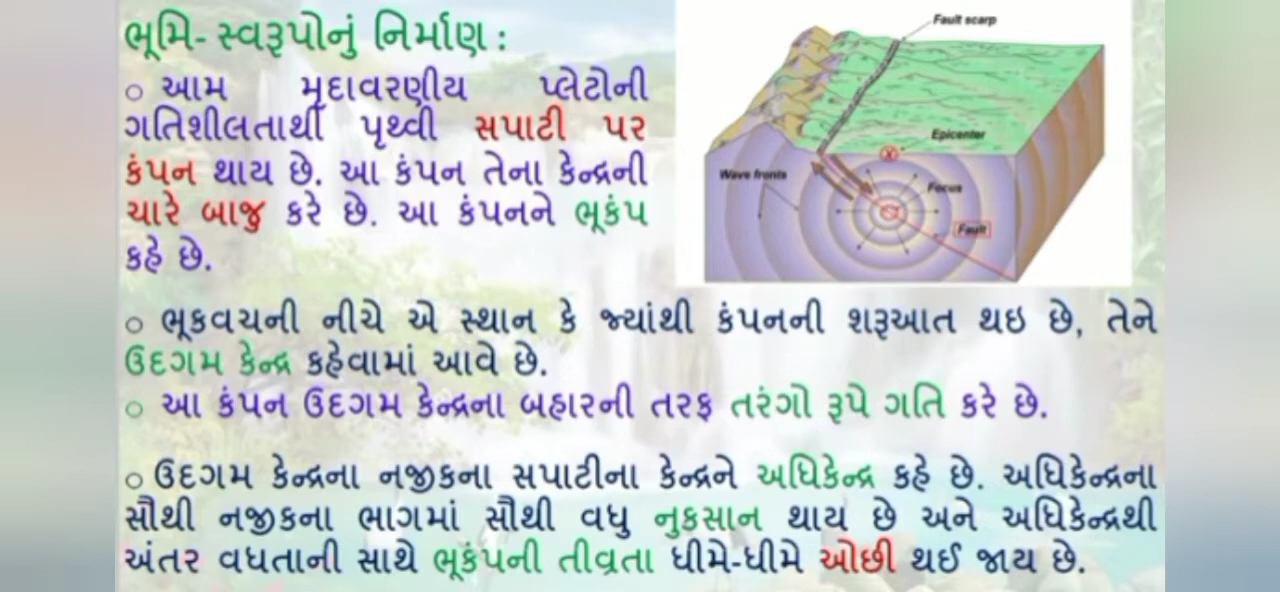 ભૂમિ- સ્વરૂપોનું નિર્માણ :
○ આમ મૃદાવરણીય પ્લેટોની
ગતિશીલતાથી પૃથ્વી સપાટી પર
કંપન થાય છે. આ કંપન તેના કેન્દ્રની
ચારે બાજુ કરે છે. આ કંપનને ભૂકંપ
કહે છે.
Fault scarp
Epicenter
Wave fronts
Focus
Fault
○ ભૂકવચની નીચે એ સ્થાન કે જ્યાંથી કંપનની શરૂઆત થઇ છે, તેને
ઉદગમ કેન્દ્ર કહેવામાં આવે છે.
○ આ કંપન ઉદગમ કેન્દ્રના બહારની તરફ તરંગો રૂપે ગતિ કરે છે.
○ ઉદગમ કેન્દ્રના નજીકના સપાટીના કેન્દ્રને અધિકેન્દ્ર કહે છે. અધિકેન્દ્રના
સૌથી નજીકના ભાગમાં સૌથી વધુ નુકસાન થાય છે અને અધિકેન્દ્રથી
અંતર વધતાની સાથે ભૂકંપની તીવ્રતા ધીમે-ધીમે ઓછી થઈ જાય છે.